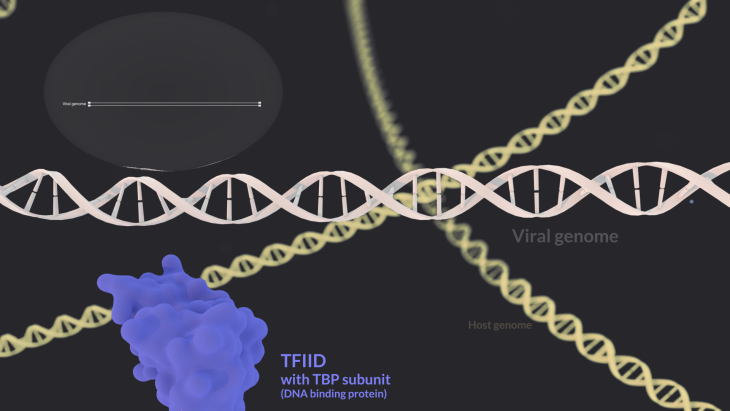 Viral genome
Viral genome
Host genome
TFIID
with TBP subunit
(DNA binding protein)